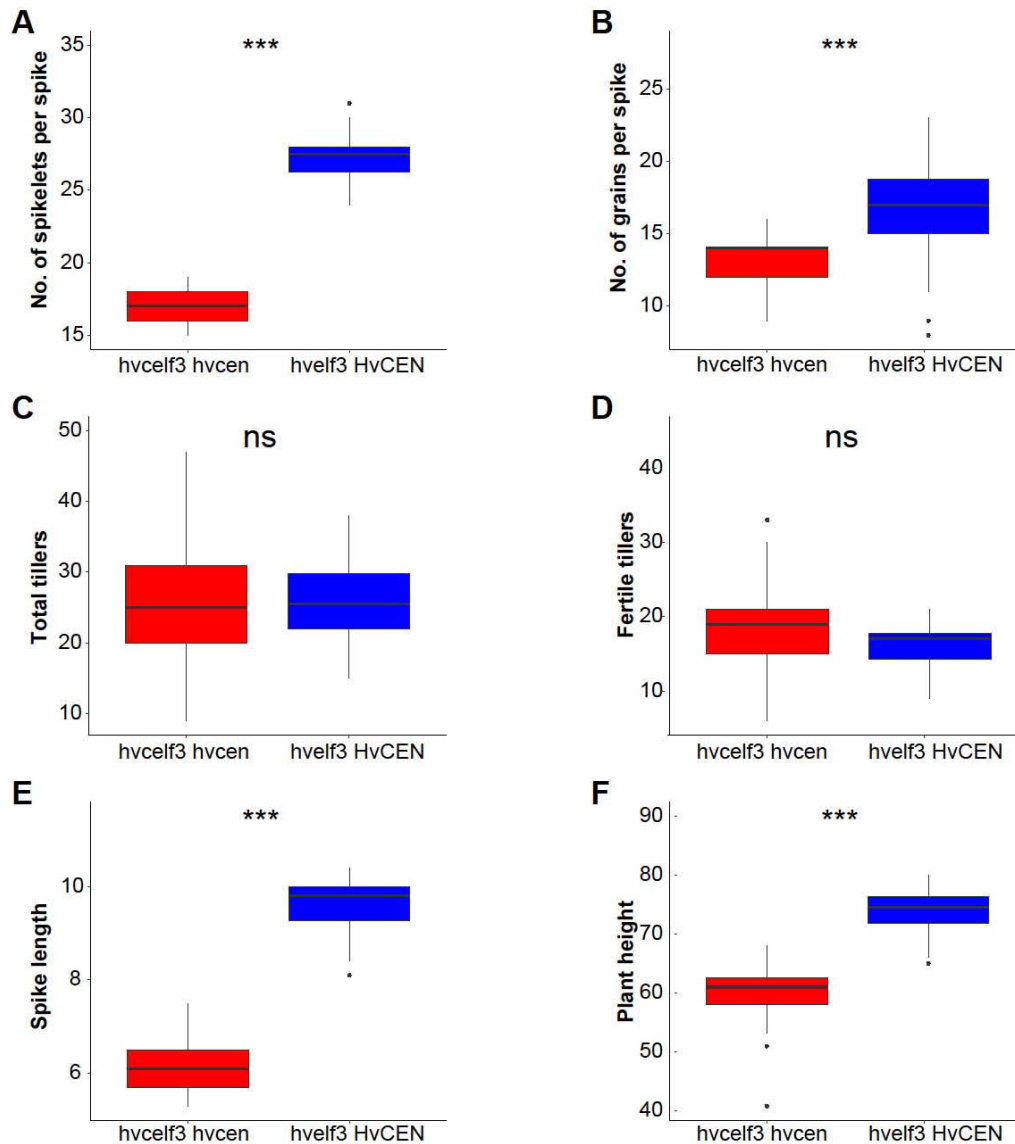 A
No. of spikelets per spike
35
30
25
20
15
***
hvcelf3 hvcen hvelf3 HvCEN
B
No. of grains per spike
25
20
15
10
***
hvcelf3 hvcen hvelf3 HvCEN
C
Total tillers
50
40
30
20
10
ns
hvcelf3 hvcen hvelf3 HvCEN
D
Fertile tillers
40
30
20
10
ns
hvcelf3 hvcen hvelf3 HvCEN
E
Spike length
10
8
6
***
hvcelf3 hvcen hvelf3 HvCEN
F
Plant height
90
80
70
60
50
40
***
hvcelf3 hvcen hvelf3 HvCEN